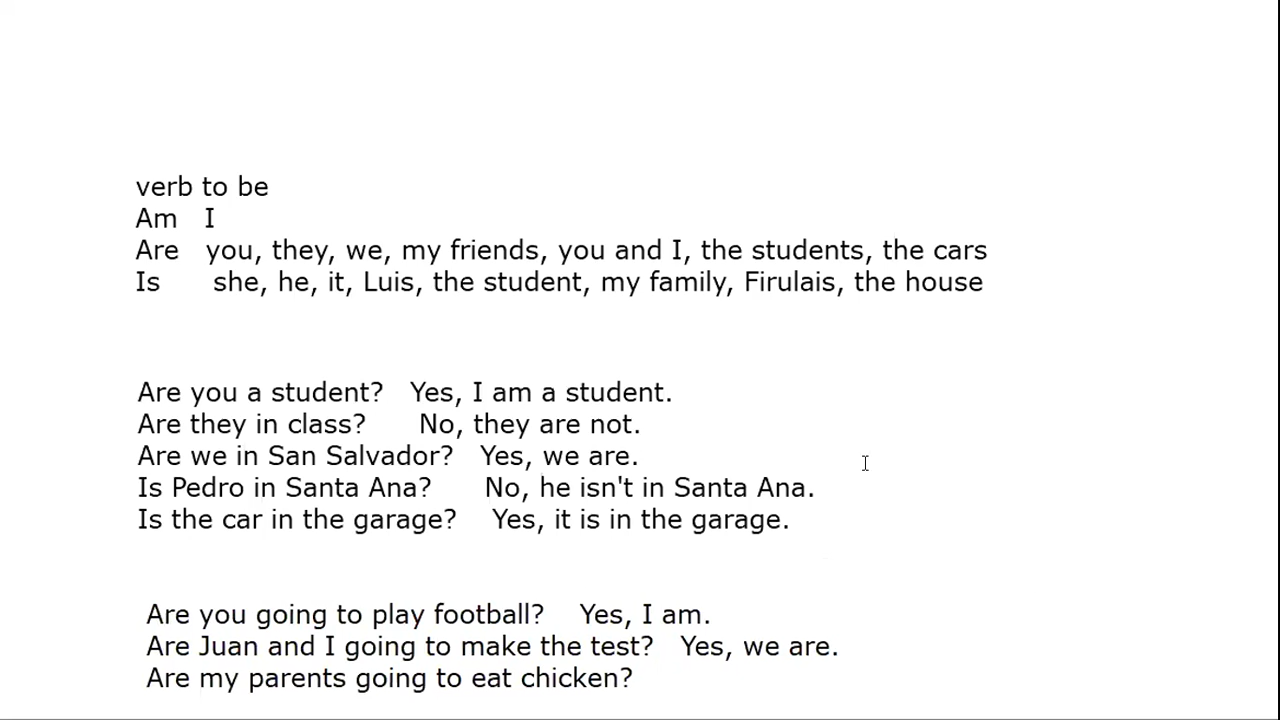 verb to be
Am I
Are you, they, we, my friends, you and I, the students, the cars
Is she, he, it, Luis, the student, my family, Firulais, the house
Are you a student? Yes, I am a student.
Are they in class? No, they are not.
Are we in San Salvador? Yes, we are.
Is Pedro in Santa Ana? No, he isn't in Santa Ana.
Is the car in the garage? Yes, it is in the garage.
Are you going to play football? Yes, I am.
Are Juan and I going to make the test? Yes, we are.
Are my parents going to eat chicken?